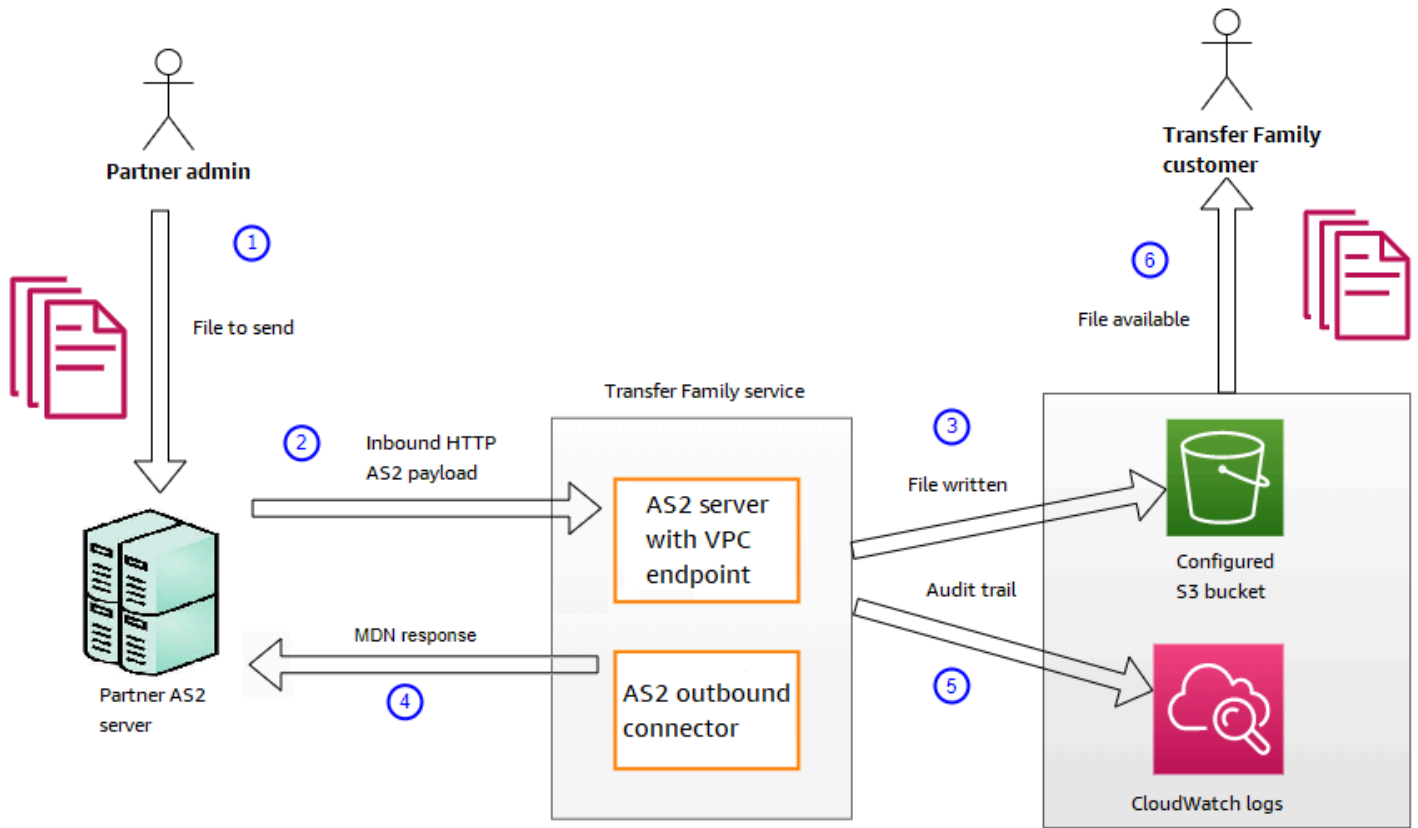 Partner admin
Transfer Family
customer
1
File to send
6
File available
Transfer Family service
2
Inbound HTTP
AS2 payload
3
File written
AS2 server
with VPC
endpoint
Configured
S3 bucket
Audit trail
MDN response
4
5
AS2 outbound
connector
Partner AS2
server
CloudWatch logs